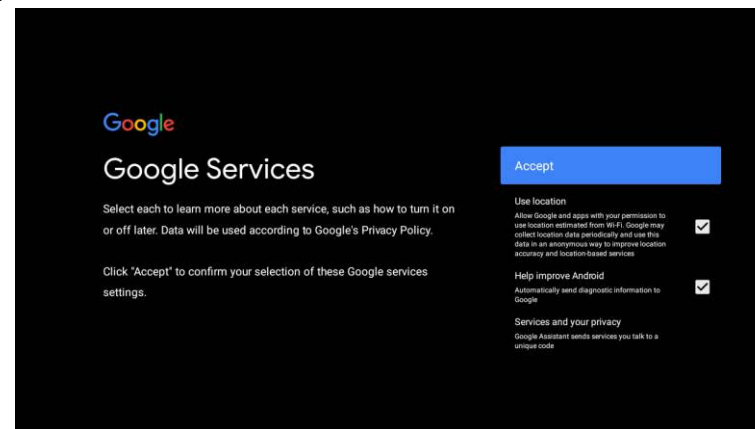 Google
Google Services
Select each to learn more about each service, such as how to turn it on
or off later. Data will be used according to Google's Privacy Policy.
Click "Accept" to confirm your selection of these Google services
settings.
Accept
Use location
Allow Google and apps with your permission to
use location estimated from Wi-Fi. Google may
collect location data periodically and use this
data in an anonymous way to improve location
accuracy and location-based services
Help improve Android
Automatically send diagnostic information to
Google
Services and your privacy
Google Assistant sends services you talk to a
unique code